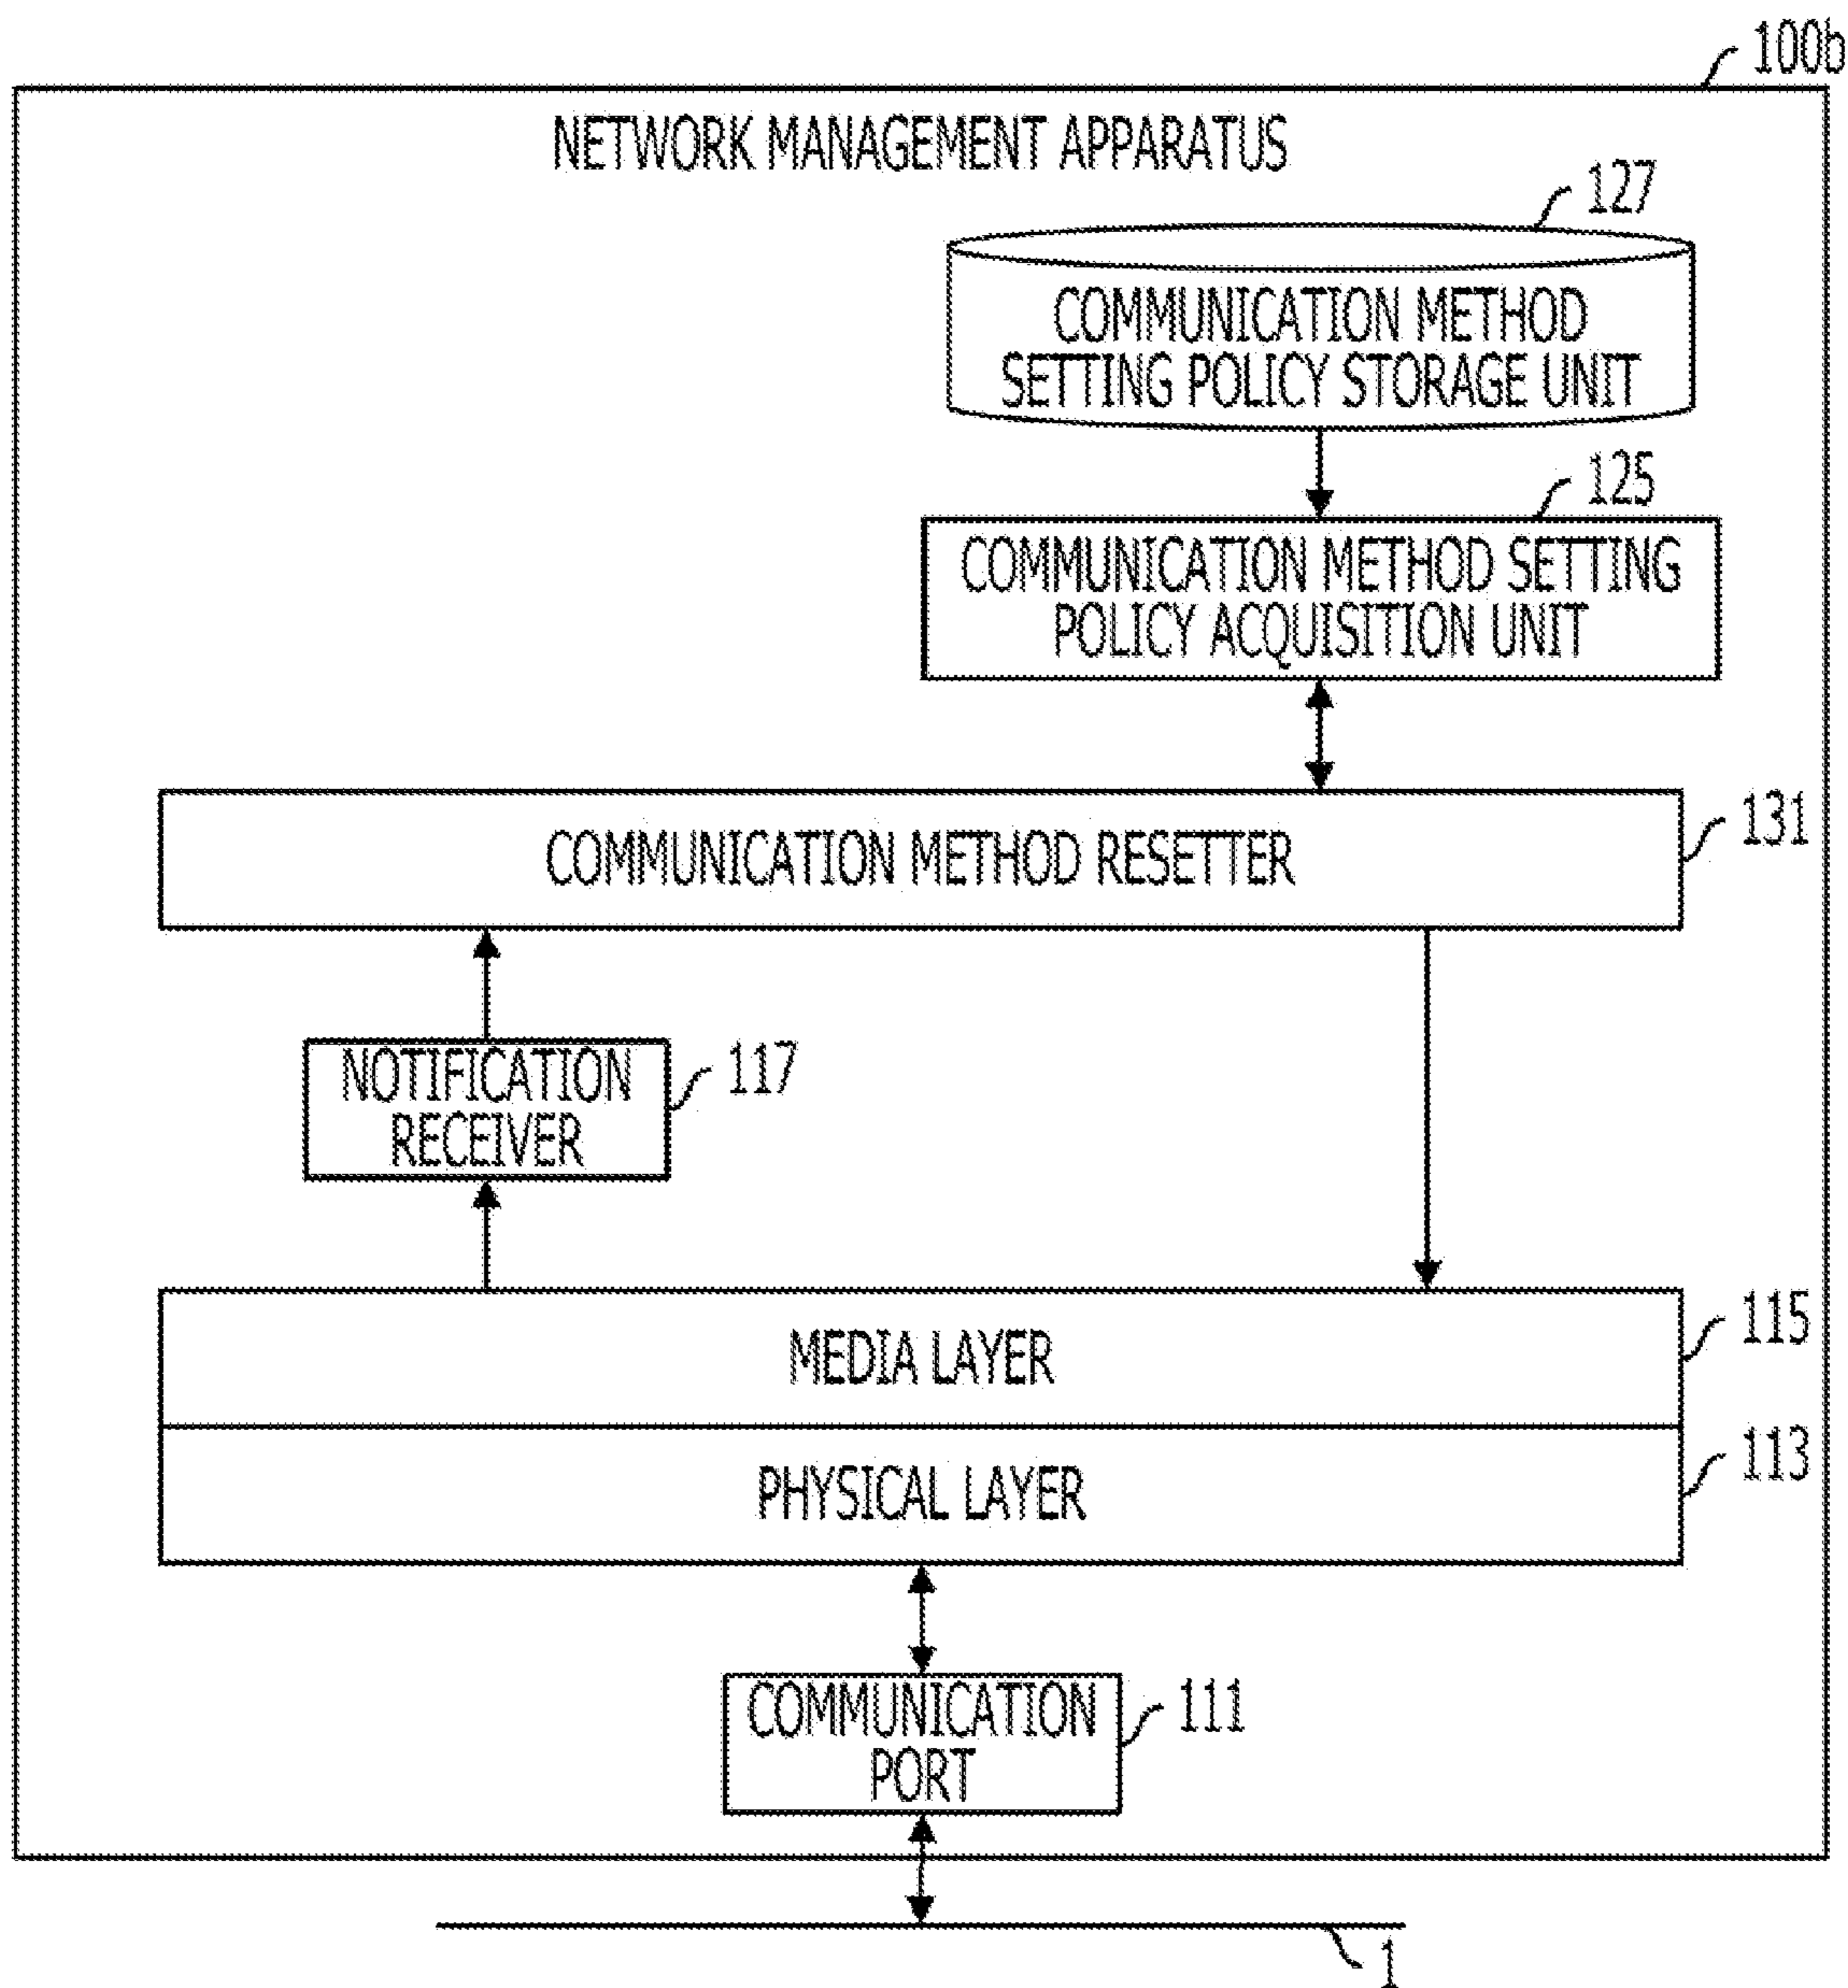 100b
NETWORK MANAGEMENT APPARATUS
127
COMMUNICATION METHOD
SETTING POLICY STORAGE UNIT
125
COMMUNICATION METHOD SETTING
POLICY ACQUISITION UNIT
131
COMMUNICATION METHOD RESETTER
NOTIFICATION
RECEIVER
117
115
MEDIA LAYER
113
PHYSICAL LAYER
COMMUNICATION
PORT
111
1